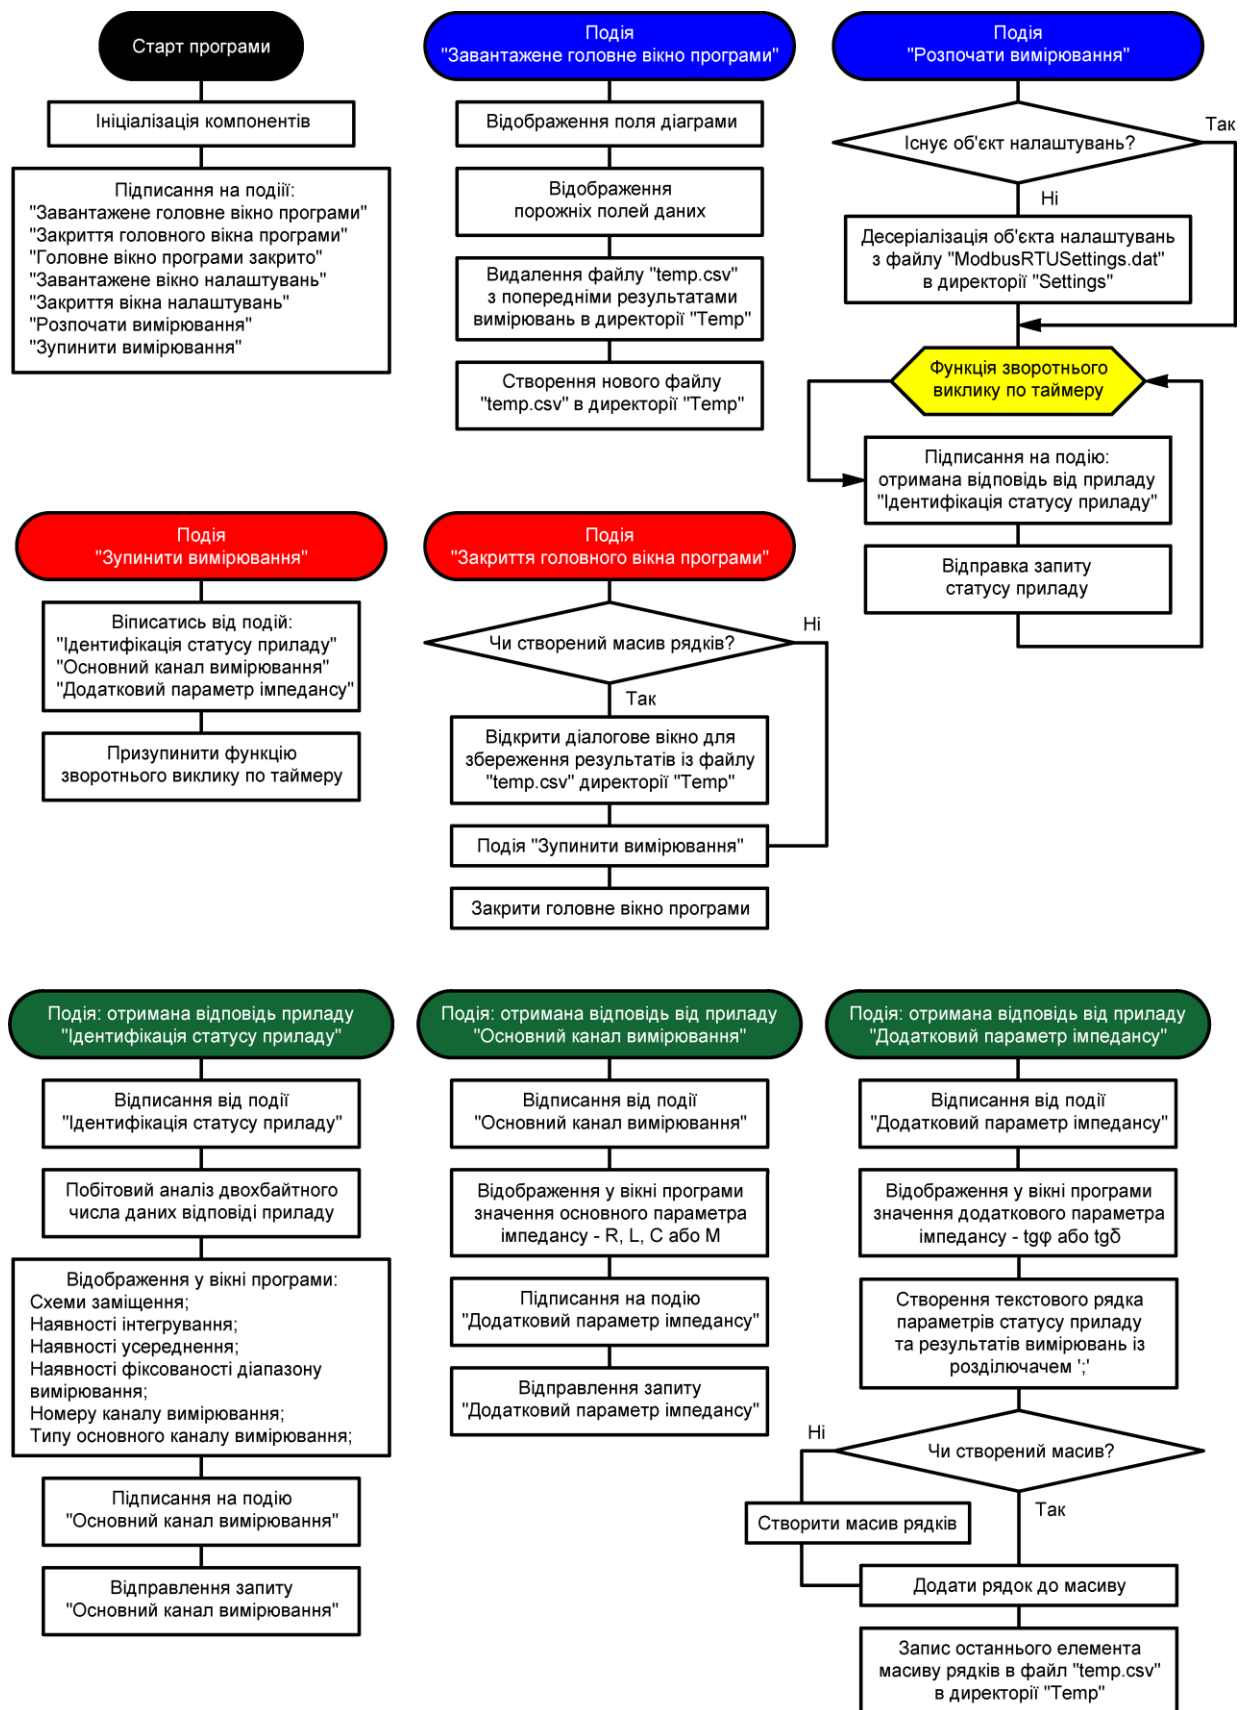 Старт програми
Ініціалізація компонентів
Підписання на подіїї:
"Завантажене головне вікно програми"
"Закриття головного вікна програми"
"Головне вікно програми закрито"
"Завантажене вікно налаштувань"
"Закриття вікна налаштувань"
"Розпочати вимірювання"
"Зупинити вимірювання"
Подія
"Завантажене головне вікно програми"
Відображення поля діаграми
Відображення
порожніх полей даних
Видалення файлу "temp.csv"
з попередніми результатами
вимірювань в директорії "Temp"
Створення нового файлу
"temp.csv" в директорії "Temp"
Подія
"Розпочати вимірювання"
Існує об'єкт налаштувань?
Так
Ні
Десеріалізація об'єкта налаштувань
з файлу "ModbusRTUSettings.dat"
в директорії "Settings"
Функція зворотнього
виклику по таймеру
Підписання на подію:
отримана відповідь від приладу
"Ідентифікація статусу приладу"
Відправка запиту
статусу приладу
Подія
"Зупинити вимірювання"
Віписатись від подій:
"Ідентифікація статусу приладу"
"Основний канал вимірювання"
"Додатковий параметр імпедансу"
Призупинити функцію
зворотнього виклику по таймеру
Подія
"Закриття головного вікна програми"
Чи створений масив рядків?
Ні
Так
Відкрити діалогове вікно для
збереження результатів із файлу
"temp.csv" директорії "Temp"
Подія "Зупинити вимірювання"
Закрити головне вікно програми
Подія: отримана відповідь приладу
"Ідентифікація статусу приладу"
Відписання від події
"Ідентифікація статусу приладу"
Побітовий аналіз двохбайтного
числа даних відповіді приладу
Відображення у вікні програми:
Схеми заміщення;
Наявності інтегрування;
Наявності усереднення;
Наявності фіксованості діапазону
вимірювання;
Номеру каналу вимірювання;
Типу основного каналу вимірювання;
Підписання на подію
"Основний канал вимірювання"
Відправлення запиту
"Основний канал вимірювання"
Подія: отримана відповідь від приладу
"Основний канал вимірювання"
Відписання від події
"Основний канал вимірювання"
Відображення у вікні програми
значення основного параметра
імпедансу - R, L, C або M
Підписання на подію
"Додатковий параметр імпедансу"
Відправлення запиту
"Додатковий параметр імпедансу"
Подія: отримана відповідь від приладу
"Додатковий параметр імпедансу"
Відписання від події
"Додатковий параметр імпедансу"
Відображення у вікні програми
значення додаткового параметра
імпедансу - tgφ або tgδ
Створення текстового рядка
параметрів статусу приладу
та результатів вимірювань із
розділючачем ';'
Чи створений масив?
Ні
Так
Створити масив рядків
Додати рядок до масиву
Запис останнього елемента
масиву рядків в файл "temp.csv"
в директорії "Temp"